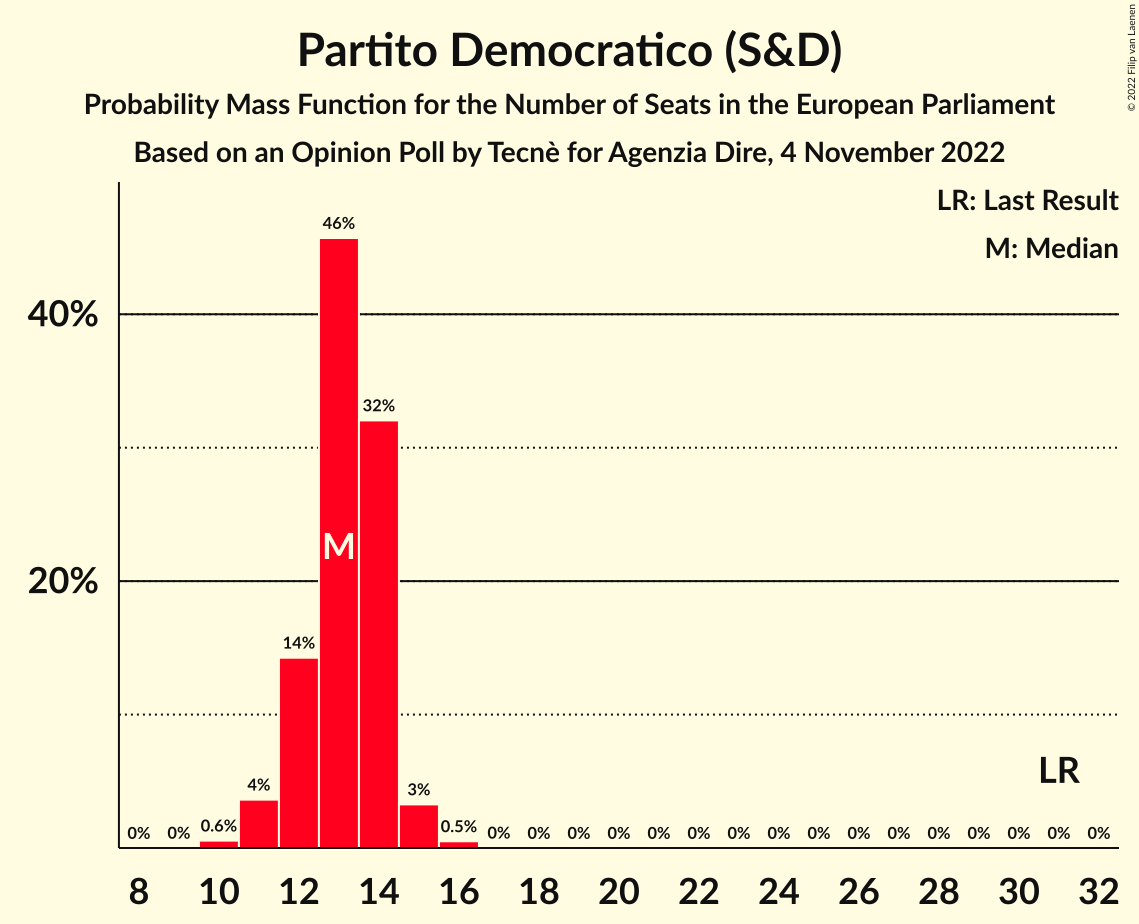 Partito Democratico (S&D)
Probability Mass Function for the Number of Seats in the European Parliament
Based on an Opinion Poll by Tecnè for Agenzia Dire, 4 November 2022
© 2022 Filip van Laenen
LR: Last Result
M: Median
40%
20%
0% 0% 0.6% 4% 14% 46% 32% 3% 0.5% 0% 0% 0% 0% 0% 0% 0% 0% 0% 0% 0% 0% 0% 0% 0% 0%
M
LR
8 10 12 14 16 18 20 22 24 26 28 30 32